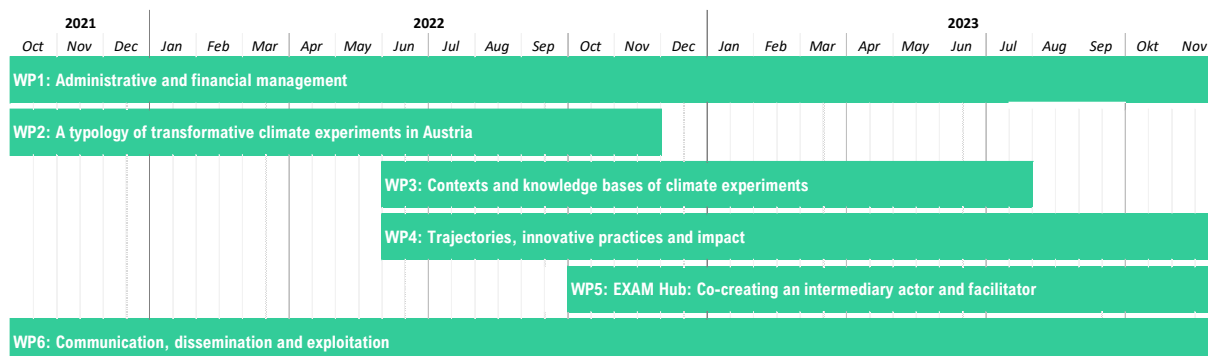 2021 2022 2023
Oct Nov Dec Jan Feb Mar Apr May Jun Jul Aug Sep Oct Nov Dec Jan Feb Mar Apr May Jun Jul Aug Sep Okt Nov
WP1: Administrative and financial management
WP2: A typology of transformative climate experiments in Austria
WP3: Contexts and knowledge bases of climate experiments
WP4: Trajectories, innovative practices and impact
WP5: EXAM Hub: Co-creating an intermediary actor and facilitator
WP6: Communication, dissemination and exploitation